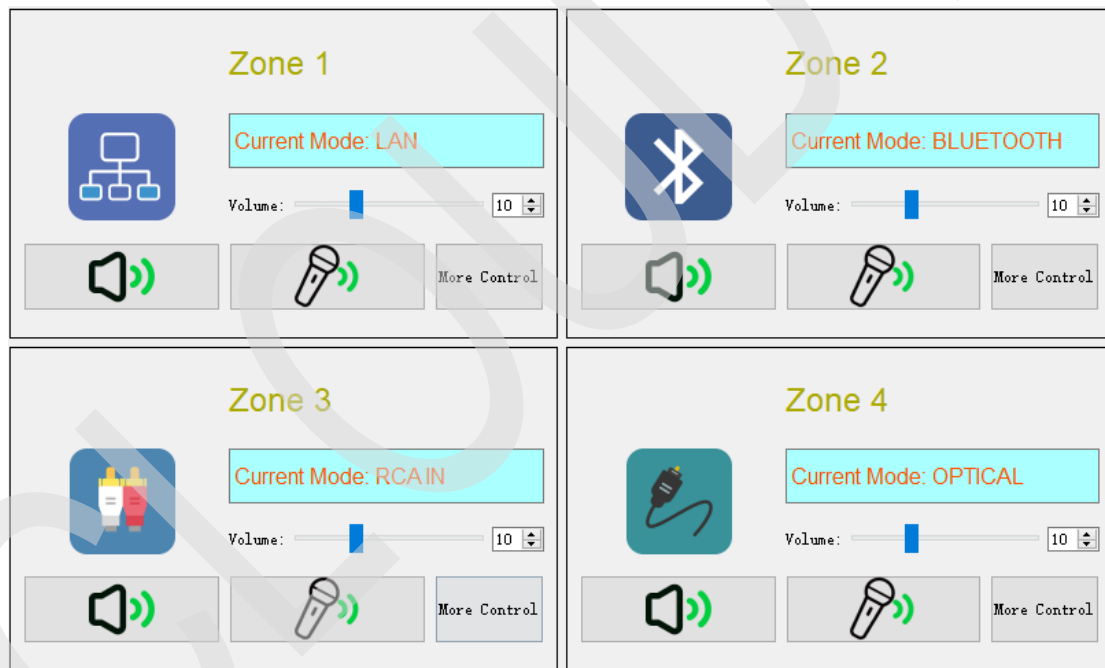 Zone 1
Current Mode: LAN
Volume: 10
More Control
Zone 2
Current Mode: BLUETOOTH
Volume: 10
More Control
Zone 3
Current Mode: RCA IN
Volume: 10
More Control
Zone 4
Current Mode: OPTICAL
Volume: 10
More Control